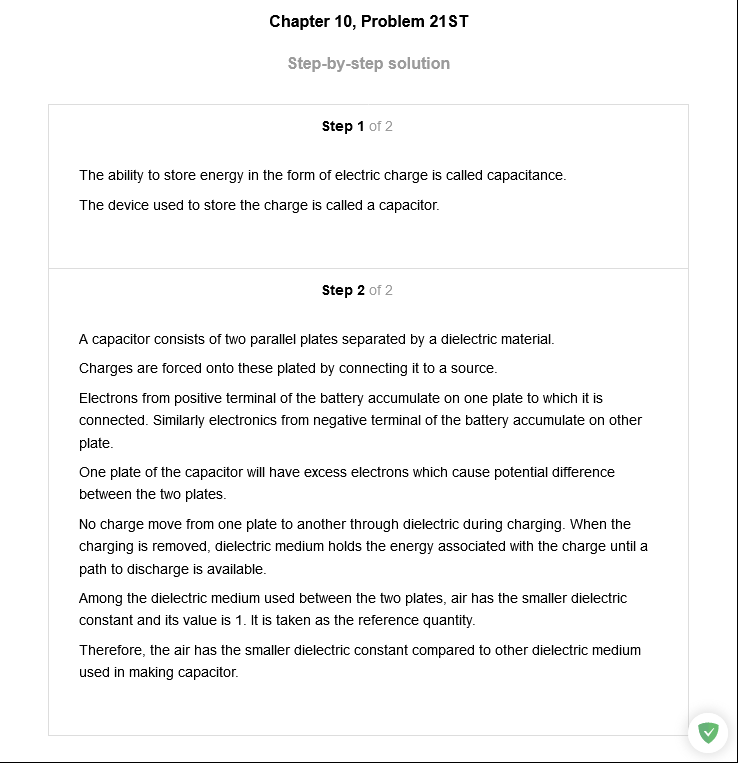 Chapter 10, Problem 21ST
Step-by-step solution
Step 1 of 2
The ability to store energy in the form of electric charge is called capacitance.
The device used to store the charge is called a capacitor.
Step 2 of 2
A capacitor consists of two parallel plates separated by a dielectric material.
Charges are forced onto these plated by connecting it to a source.
Electrons from positive terminal of the battery accumulate on one plate to which it is
connected. Similarly electronics from negative terminal of the battery accumulate on other
plate.
One plate of the capacitor will have excess electrons which cause potential difference
between the two plates.
No charge move from one plate to another through dielectric during charging. When the
charging is removed, dielectric medium holds the energy associated with the charge until a
path to discharge is available.
Among the dielectric medium used between the two plates, air has the smaller dielectric
constant and its value is 1. It is taken as the reference quantity.
Therefore, the air has the smaller dielectric constant compared to other dielectric medium
used in making capacitor.